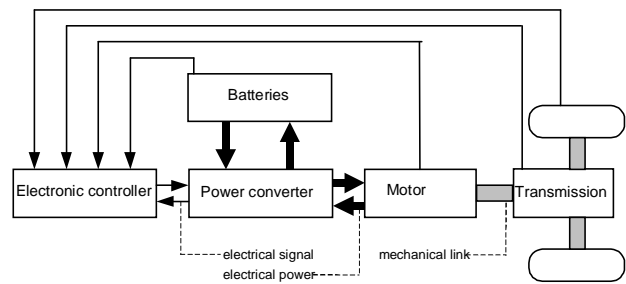 Batteries
Electronic controller
Power converter
Motor
Transmission
electrical signal
mechanical link
electrical power